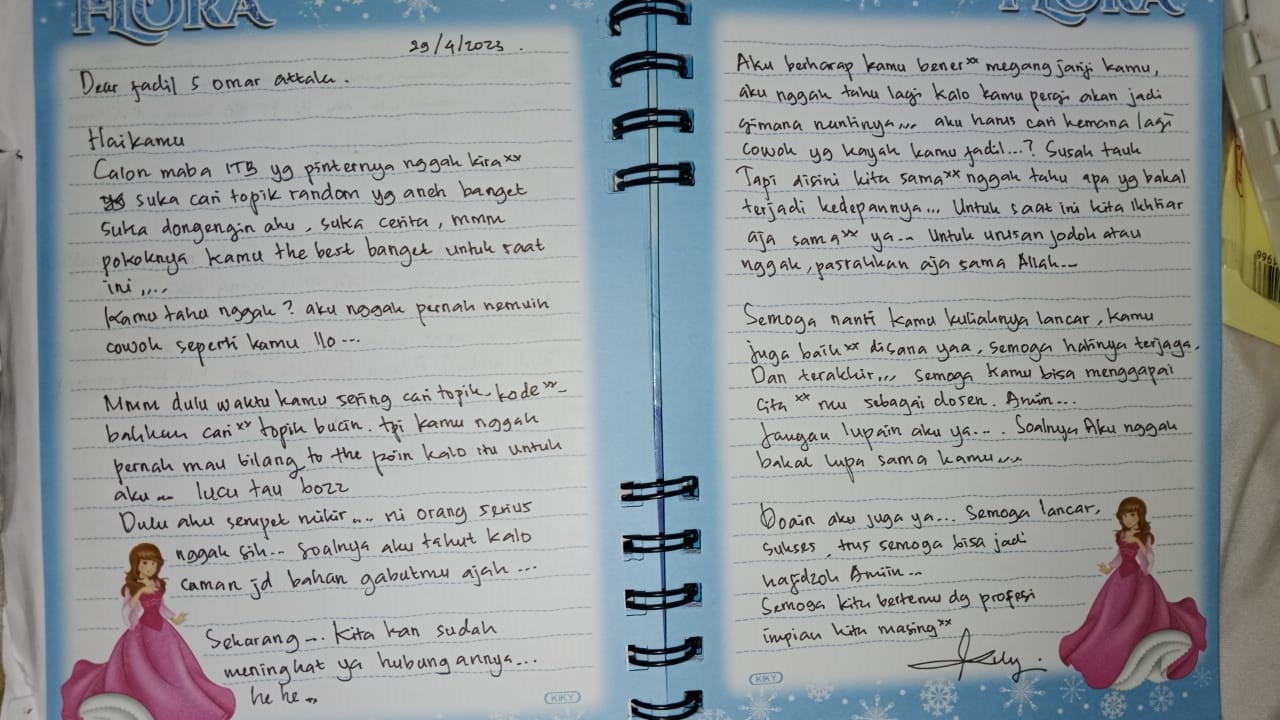 FLORA
29/4/2023.
Dear fadil s omar attalu.
Hai kamu
Calon maba ITB yg pinternya nggak kira xx
suka cari topik random yg aneh banget
suka dongengin aku, suka cerita, mmm
pokoknya kamu the best banget untuk saat
ini,...
Kamu tahu nggak? aku nggak pernah nemuin
cowok seperti kamu llo...
Mmm dulu waktu kamu sering cari topik kode xx-
bahkan cari xx topik bucin. tpi kamu nggak
pernah mau bilang to the poin kalo itu untuk
aku... lucu tau bozz
Dulu aku sempet mikir... ni orang serius
nggak sih... soalnya aku takut kalo
caman jd bahan gabutmu ajah...
Sekarang... kita kan sudah
meningkat ya hubungannya...
he he..
KIKY
FLORA
Aku berharap kamu bener xx megang janji kamu,
aku nggak tahu lagi kalo kamu pergi akan jadi
gimana nuntinya... aku harus cari kemana lagi
cowok yg kayak kamu fadil...? Susah tauk
Tapi disini kita sama xx nggak tahu apa yg bakal
terjadi kedepannya... Untuk saat ini kita ikhtiar
aja sama xx ya... Untuk urusan jodoh atau
nggak, pasrahkan aja sama Allah...
Semoga nanti kamu kuliahnya lancar, kamu
juga baik xx disana yaa, semoga hatinya terjaga.
Dan terakhir,.. semoga kamu bisa menggapai
Cita xx mu sebagai dosen. Amiin...
Jangan lupain aku ya.... Soalnya Aku nggak
bakal lupa sama kamu...
Doain aku juga ya... Semoga lancar,
sukses, trus semoga bisa jadi
hafidzoh Amiin...
Semoga kita bertemu dg profesi
impian kita masing xx
KIKY
1996